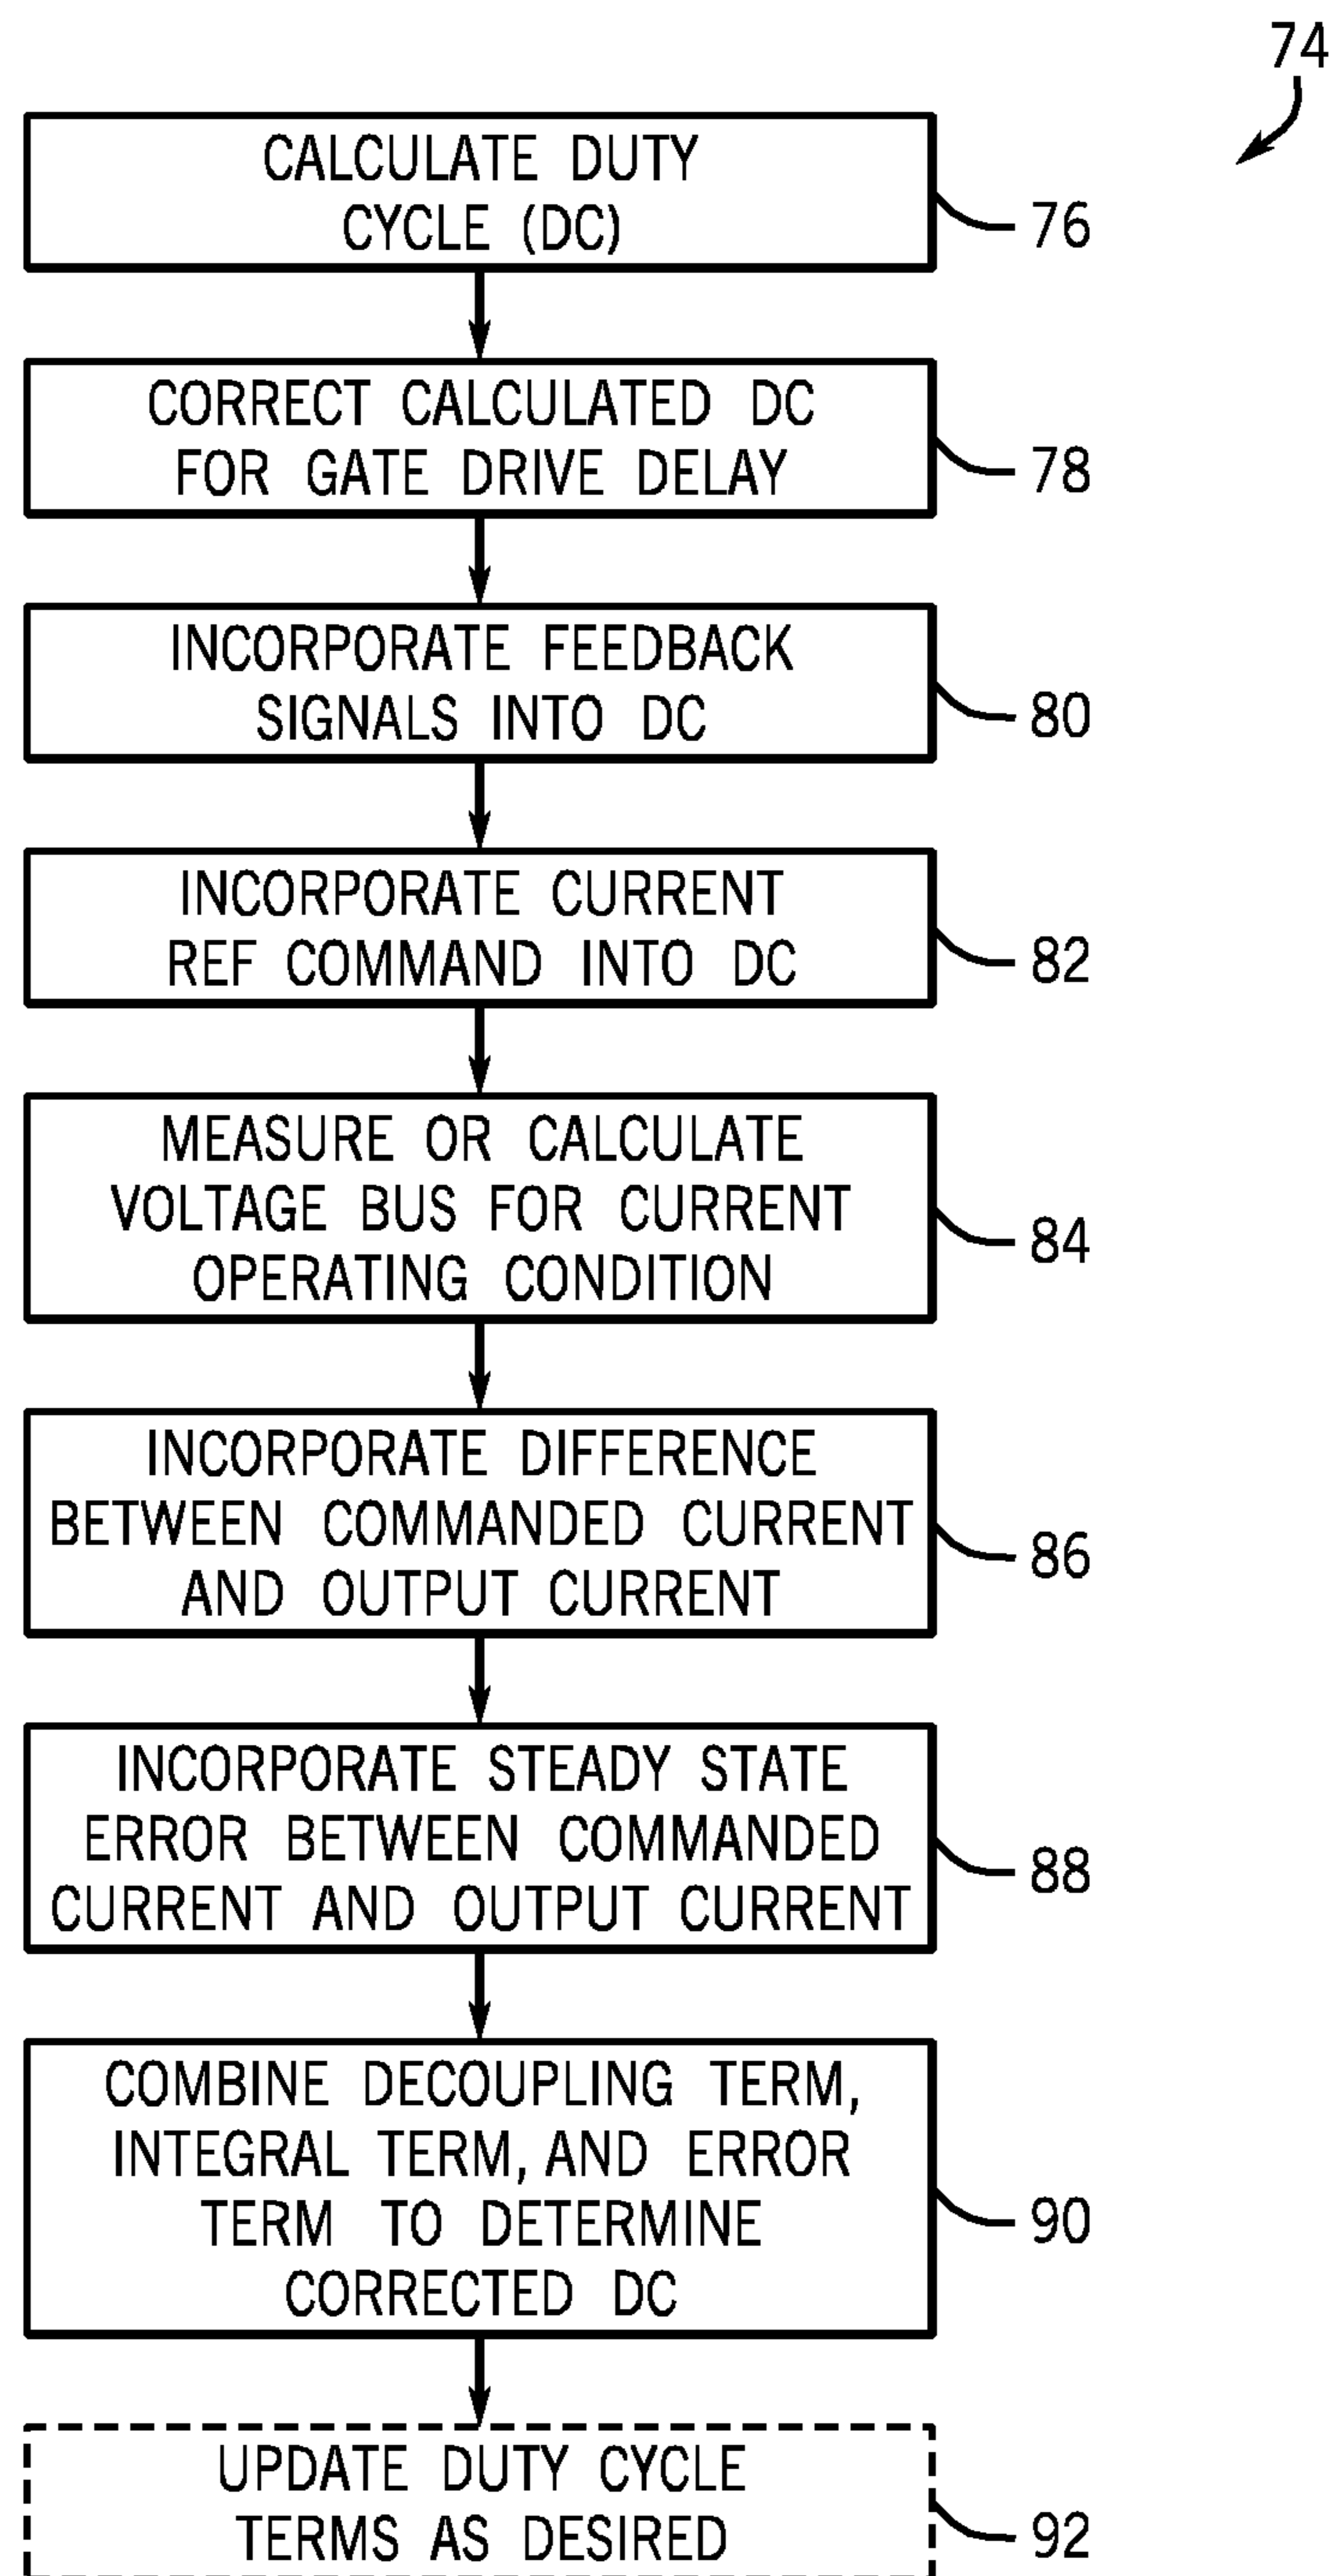 74
CALCULATE DUTY
CYCLE (DC)
76
CORRECT CALCULATED DC
FOR GATE DRIVE DELAY
78
INCORPORATE FEEDBACK
SIGNALS INTO DC
80
INCORPORATE CURRENT
REF COMMAND INTO DC
82
MEASURE OR CALCULATE
VOLTAGE BUS FOR CURRENT
OPERATING CONDITION
84
INCORPORATE DIFFERENCE
BETWEEN COMMANDED CURRENT
AND OUTPUT CURRENT
86
INCORPORATE STEADY STATE
ERROR BETWEEN COMMANDED
CURRENT AND OUTPUT CURRENT
88
COMBINE DECOUPLING TERM,
INTEGRAL TERM, AND ERROR
TERM TO DETERMINE
CORRECTED DC
90
UPDATE DUTY CYCLE
TERMS AS DESIRED
92